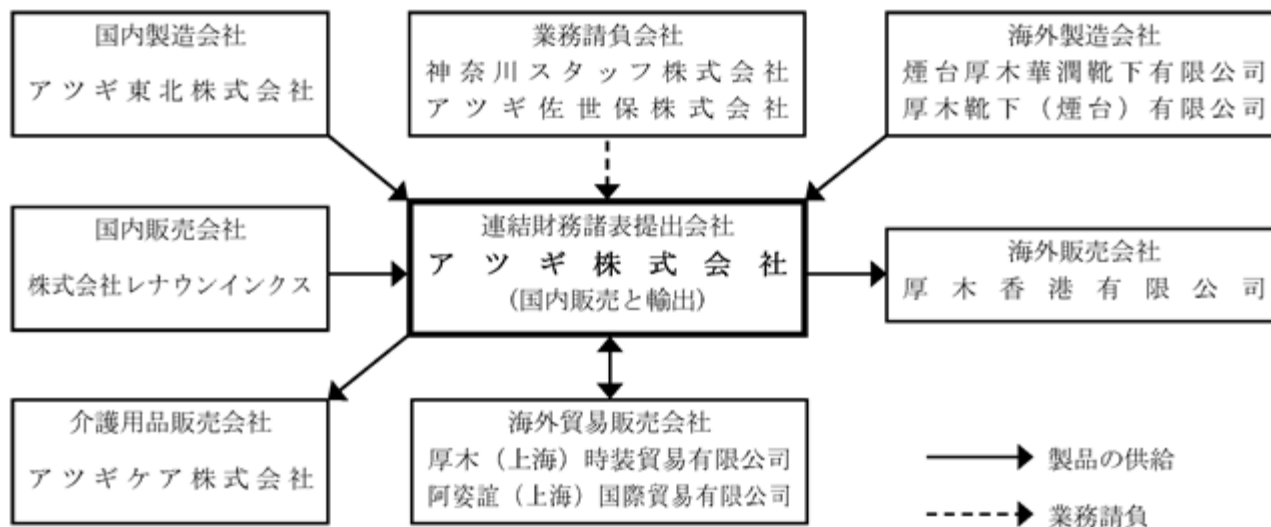 国内製造会社
アツギ東北株式会社
業務請負会社
神奈川スタッフ株式会社
アツギ佐世保株式会社
海外製造会社
煙台厚木華潤靴下有限公司
厚木靴下（煙台）有限公司
国内販売会社
株式会社レナウンインクス
連結財務諸表提出会社
アツギ株式会社
(国内販売と輸出)
海外販売会社
厚木香港有限公司
介護用品販売会社
アツギケア株式会社
海外貿易販売会社
厚木（上海）時装貿易有限公司
阿姿誼（上海）国際貿易有限公司
製品の供給
業務請負